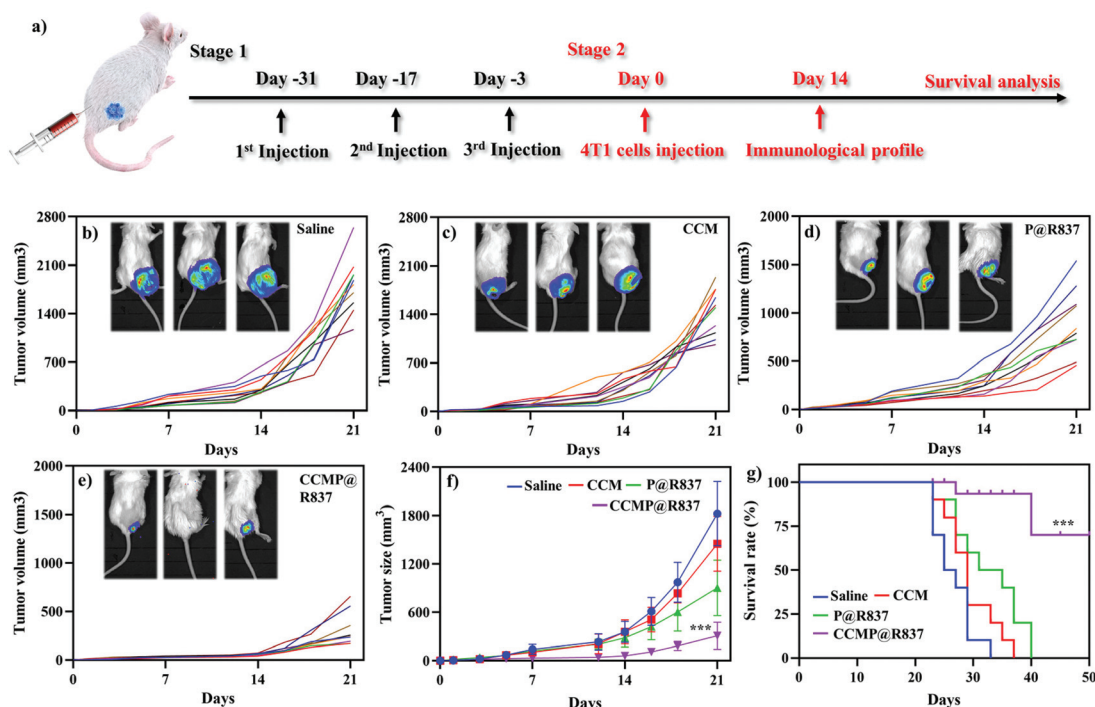 a)
Stage 1
Stage 2
Day -31
Day -17
Day -3
Day 0
Day 14
Survival analysis
1st Injection
2nd Injection
3rd Injection
4T1 cells injection
Immunological profile
b)
Saline
Tumor volume (mm3)
2800
2100
1400
700
0
0
7
14
21
Days
c)
CCM
Tumor volume (mm3)
2800
2100
1400
700
0
0
7
14
21
Days
d)
P@R837
Tumor volume (mm3)
2000
1500
1000
500
0
0
7
14
21
Days
e)
CCMP@
R837
Tumor volume (mm3)
2000
1500
1000
500
0
0
7
14
21
Days
f)
Saline
CCM
P@R837
CCMP@R837
Tumor size (mm3)
2400
1800
1200
600
0
***
0
7
14
21
Days
g)
Survival rate (%)
100
75
50
25
0
***
Saline
CCM
P@R837
CCMP@R837
0
10
20
30
40
50
Days